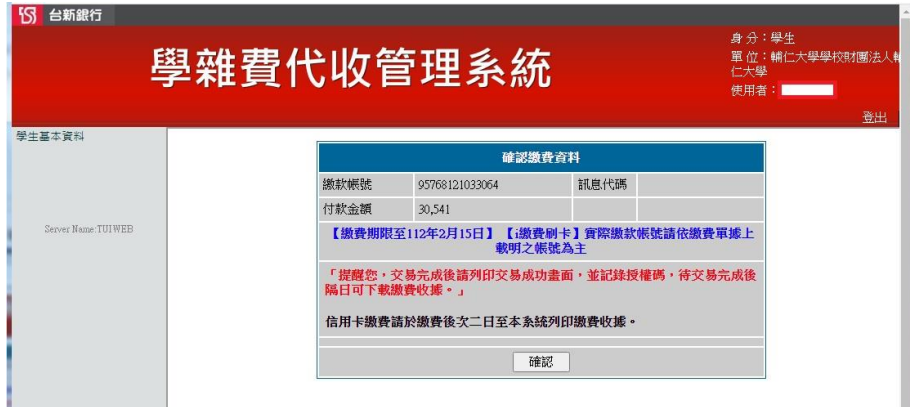 台新銀行
學雜費代收管理系統
身 分：學生
單 位：輔仁大學學校財團法人輔
仁大學
使用者：
登出
學生基本資料
Server Name:TUIWEB
確認繳費資料
繳款帳號 95768121033064 訊息代碼
付款金額 30,541
【繳費期限至112年2月15日】【i繳費刷卡】實際繳款帳號請依繳費單據上
載明之帳號為主
「提醒您，交易完成後請列印交易成功畫面，並記錄授權碼，待交易完成後
隔日可下載繳費收據。」
信用卡繳費請於繳費後次二日至本系統列印繳費收據。
確認